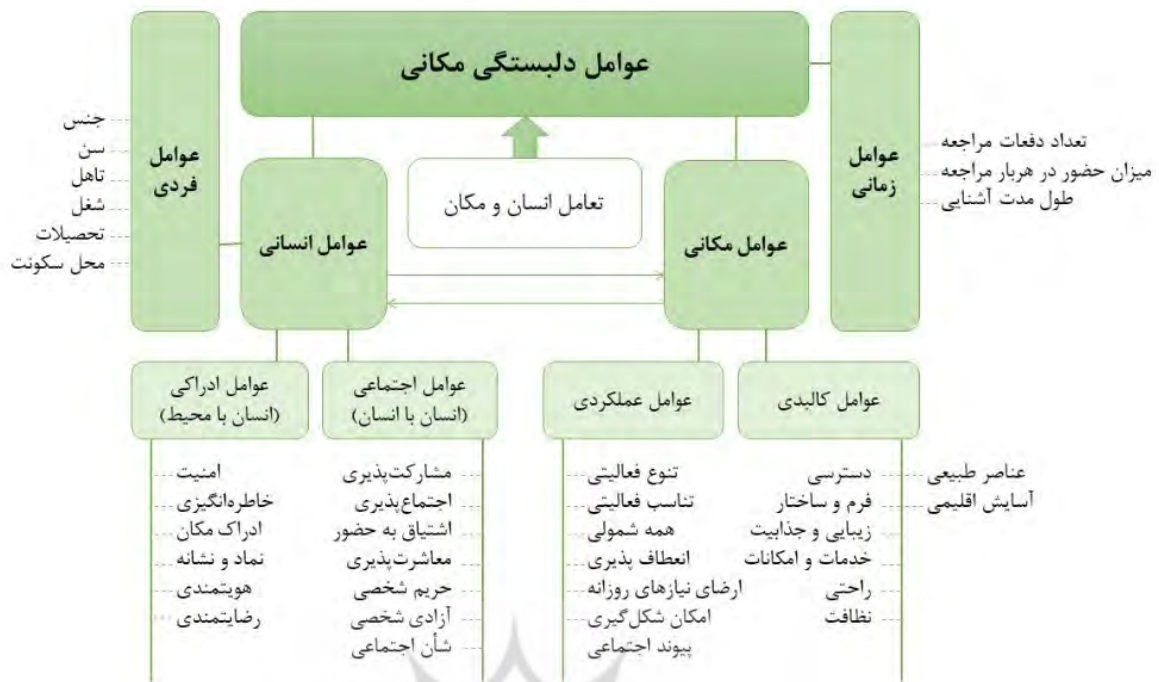 عوامل دلبستگی مکانی
عوامل
زمانی
تعداد دفعات مراجعه
میزان حضور در هربار مراجعه
طول مدت آشنایی
تعامل انسان و مکان
عوامل
فردی
جنس
سن
تاهل
شغل
تحصیلات
محل سکونت
عوامل مکانی
عوامل انسانی
عوامل کالبدی
عناصر طبیعی
آسایش اقلیمی
دسترسی
فرم و ساختار
زیبایی و جذابیت
خدمات و امکانات
راحتی
نظافت
عوامل عملکردی
تنوع فعالیتی
تناسب فعالیتی
همه شمولی
انعطاف پذیری
ارضای نیازهای روزانه
امکان شکل‌گیری
پیوند اجتماعی
عوامل اجتماعی
(انسان با انسان)
مشارکت‌پذیری
اجتماع‌پذیری
اشتیاق به حضور
معاشرت‌پذیری
حریم شخصی
آزادی شخصی
شأن اجتماعی
عوامل ادراکی
(انسان با محیط)
امنیت
خاطره‌انگیزی
ادراک مکان
نماد و نشانه
هویتمندی
رضایتمندی